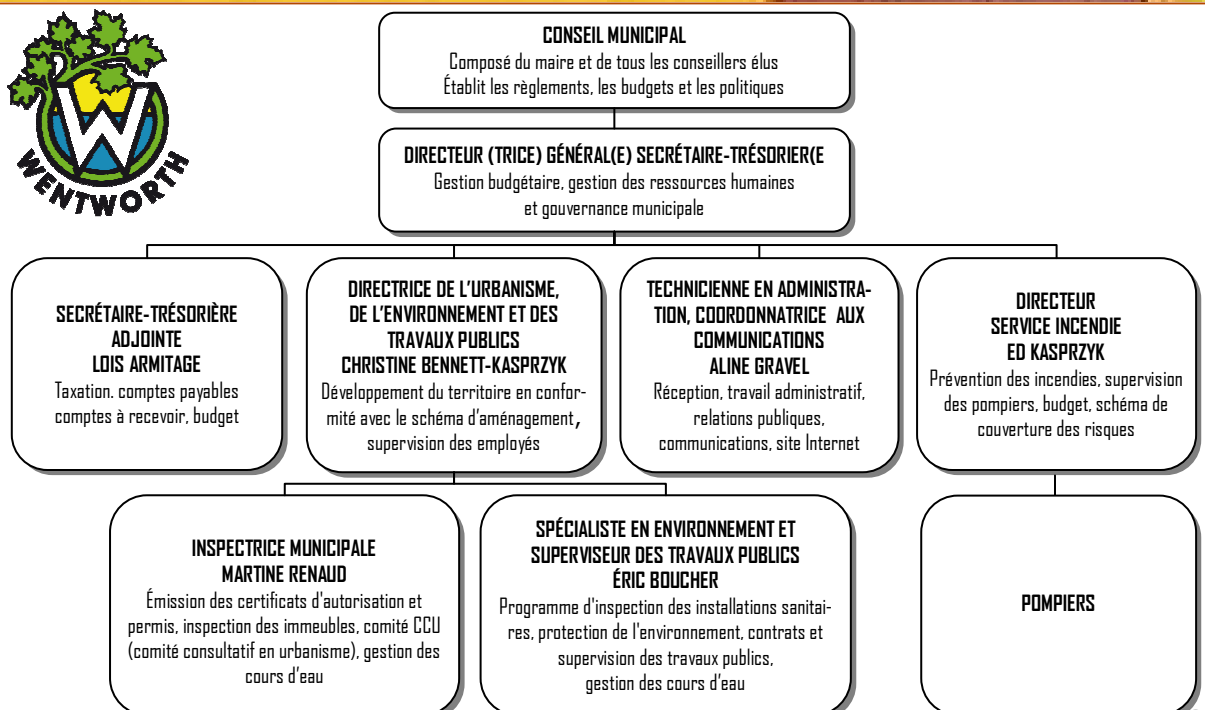 WENTWORTH
CONSEIL MUNICIPAL
Composé du maire et de tous les conseillers élus
Établit les règlements, les budgets et les politiques
DIRECTEUR (TRICE) GÉNÉRAL(E) SECRÉTAIRE-TRÉSORIER(E
Gestion budgétaire, gestion des ressources humaines
et gouvernance municipale
SECRÉTAIRE-TRÉSORIÈRE
ADJOINTE
LOIS ARMITAGE
Taxation. comptes payables
comptes à recevoir, budget
DIRECTRICE DE L'URBANISME,
DE L'ENVIRONNEMENT ET DES
TRAVAUX PUBLICS
CHRISTINE BENNETT-KASPRZYK
Développement du territoire en confor-
mité avec le schéma d'aménagement,
supervision des employés
TECHNICIENNE EN ADMINISTRA-
TION, COORDONNATRICE AUX
COMMUNICATIONS
ALINE GRAVEL
Réception, travail administratif,
relations publiques,
communications, site Internet
DIRECTEUR
SERVICE INCENDIE
ED KASPRZYK
Prévention des incendies, supervision
des pompiers, budget, schéma de
couverture des risques
INSPECTRICE MUNICIPALE
MARTINE RENAUD
Émission des certificats d'autorisation et
permis, inspection des immeubles, comité CCU
(comité consultatif en urbanisme), gestion des
cours d'eau
SPÉCIALISTE EN ENVIRONNEMENT ET
SUPERVISEUR DES TRAVAUX PUBLICS
ÉRIC BOUCHER
Programme d'inspection des installations sanitai-
res, protection de l'environnement, contrats et
supervision des travaux publics,
gestion des cours d'eau
POMPIERS